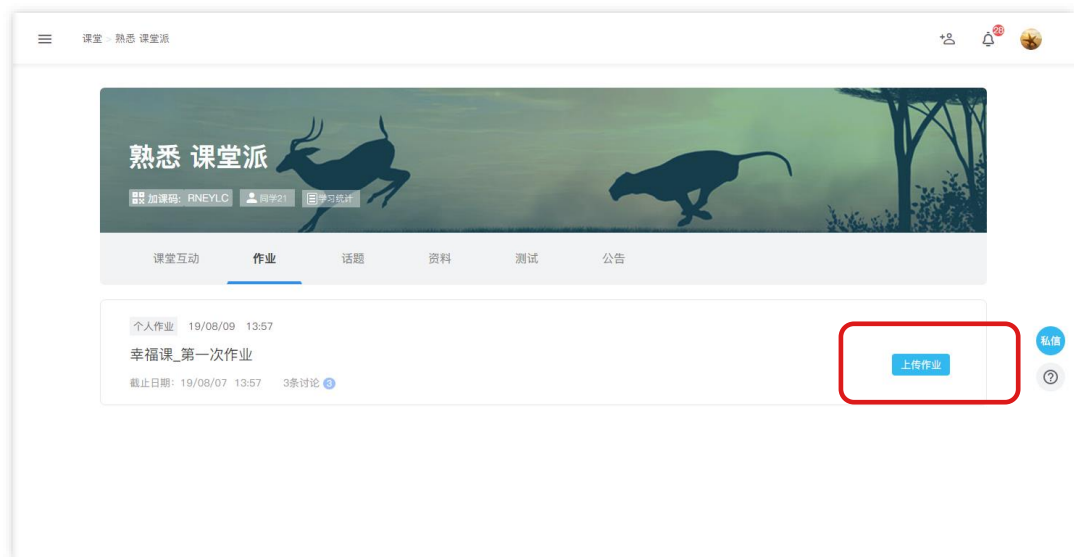 课堂 > 熟悉 课堂派
28
熟悉 课堂派
加课码: RNEYLC 同学21 学习统计
课堂互动 作业 话题 资料 测试 公告
个人作业 19/08/09 13:57
幸福课_第一次作业
截止日期: 19/08/07 13:57 3条讨论 3
上传作业
私信